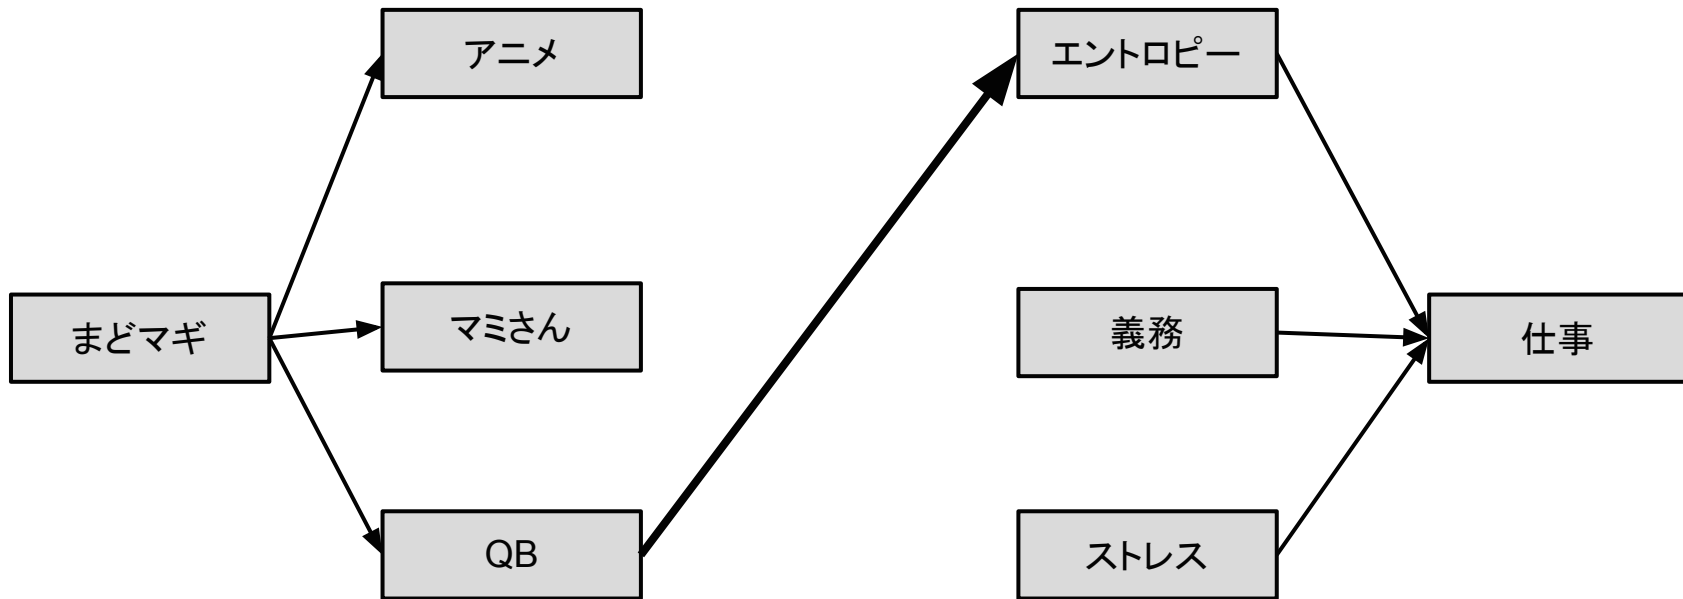 アニメ
エントロピー
まどマギ
マミさん
義務
仕事
QB
ストレス